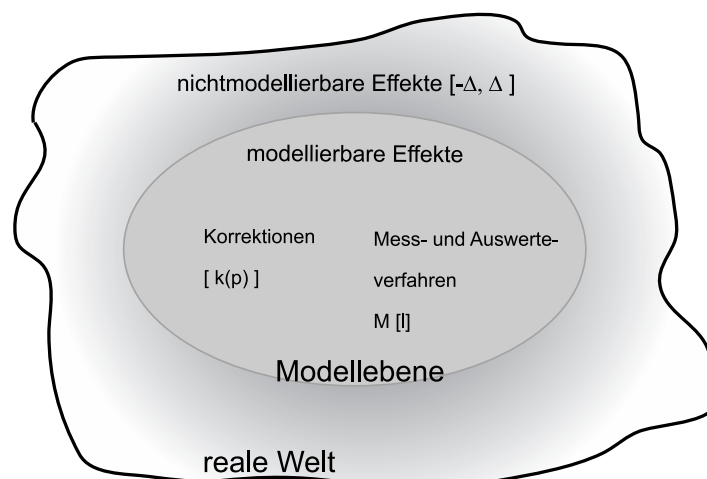 nichtmodellierbare Effekte [-Δ, Δ ]
modellierbare Effekte
Korrektionen
[ k(p) ]
Mess- und Auswerte-
verfahren
M [l]
Modellebene
reale Welt